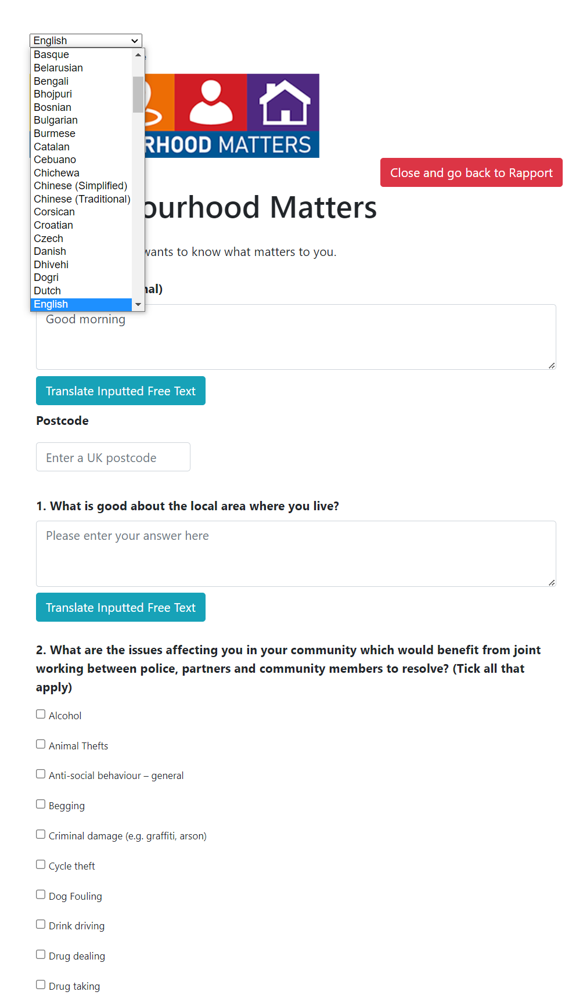 English
Basque
Belarusian
Bengali
Bhojpuri
Bosnian
Bulgarian
Burmese
Catalan
Cebuano
Chichewa
Chinese (Simplified)
Chinese (Traditional)
Corsican
Croatian
Czech
Danish
Dhivehi
Dogri
Dutch
English
RHOOD MATTERS
Close and go back to Rapport
ourhood Matters
wants to know what matters to you.
nal)
Good morning
Translate Inputted Free Text
Postcode
Enter a UK postcode
1. What is good about the local area where you live?
Please enter your answer here
Translate Inputted Free Text
2. What are the issues affecting you in your community which would benefit from joint
working between police, partners and community members to resolve? (Tick all that
apply)
Alcohol
Animal Thefts
Anti-social behaviour – general
Begging
Criminal damage (e.g. graffiti, arson)
Cycle theft
Dog Fouling
Drink driving
Drug dealing
Drug taking